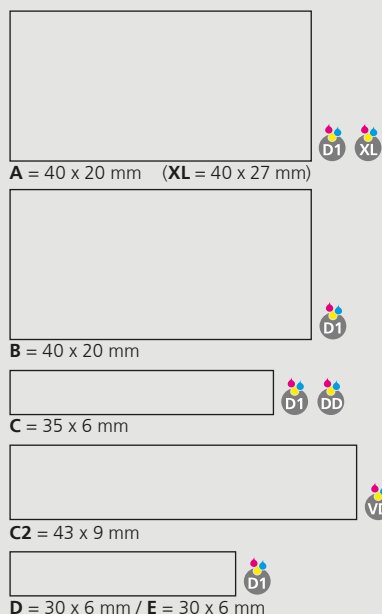 D1 XL
A = 40 x 20 mm (XL = 40 x 27 mm)
D1
B = 40 x 20 mm
D1 DD
C = 35 x 6 mm
C2 = 43 x 9 mm
D1
D = 30 x 6 mm / E = 30 x 6 mm